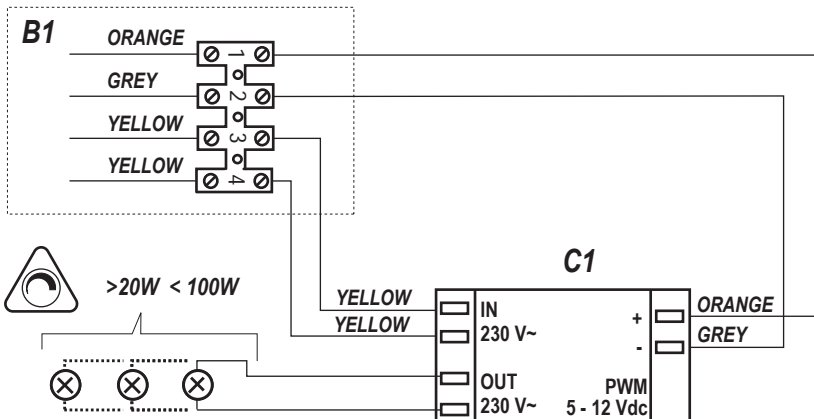 B1
ORANGE
GREY
YELLOW
YELLOW
1
2
3
4
C1
>20W < 100W
YELLOW
YELLOW
IN
230 V~
OUT
230 V~
+
-
PWM
5 - 12 Vdc
ORANGE
GREY